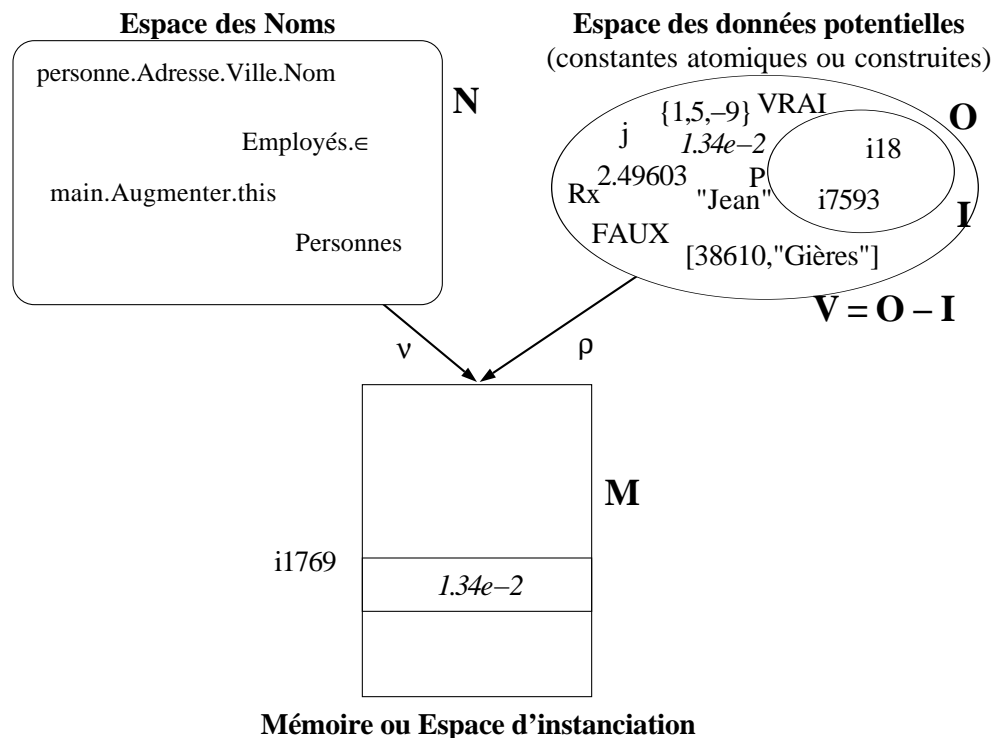 Espace des Noms
personne.Adresse.Ville.Nom
Employés.∈
main.Augmenter.this
Personnes
N
Espace des données potentielles
(constantes atomiques ou construites)
{1,5,−9} VRAI
O
j
1.34e−2
i18
Rx
2.49603
P
"Jean"
i7593
I
FAUX
[38610,"Gières"]
V = O − I
ν
ρ
M
i1769
1.34e−2
Mémoire ou Espace d'instanciation